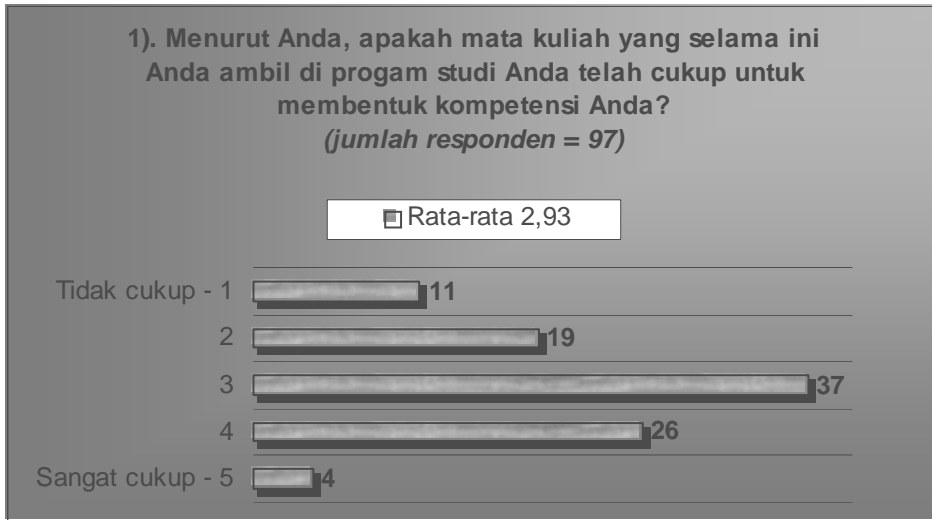 1). Menurut Anda, apakah mata kuliah yang selama ini
Anda ambil di progam studi Anda telah cukup untuk
membentuk kompetensi Anda?
(jumlah responden = 97)
Rata-rata 2,93
Tidak cukup - 1 11
2 19
3 37
4 26
Sangat cukup - 5 4